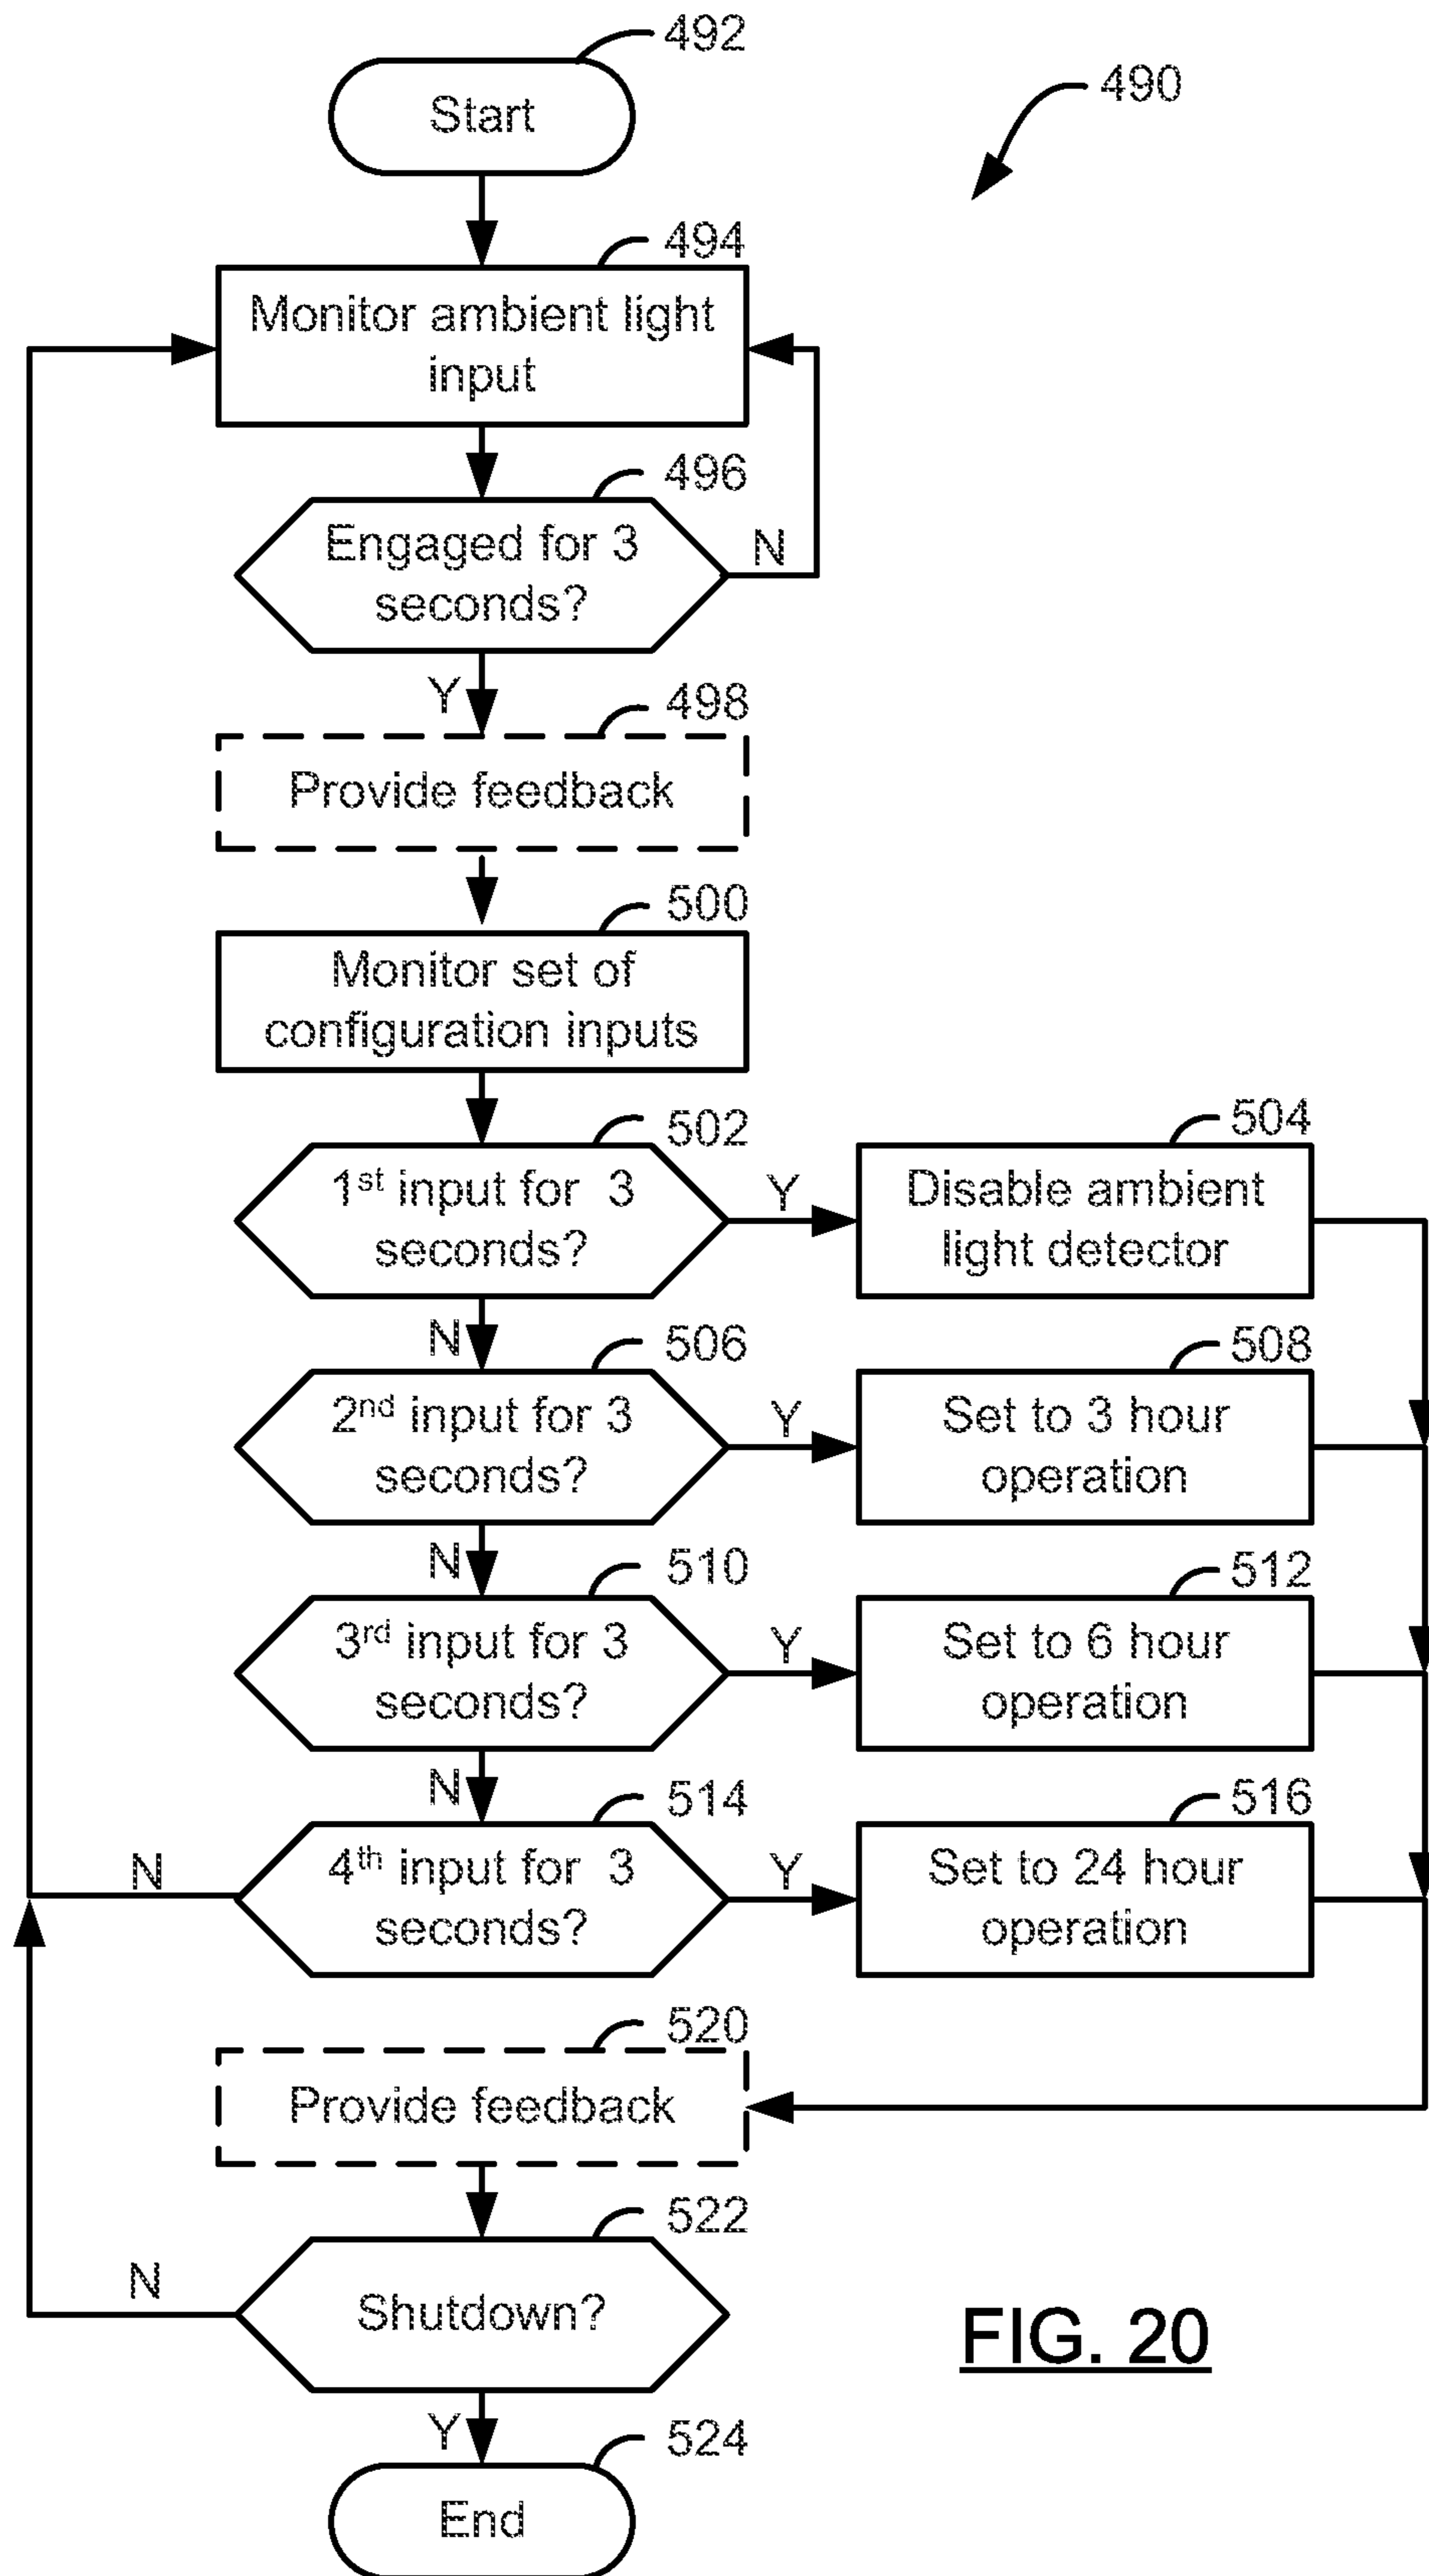 492
Start
490
494
Monitor ambient light
input
496
Engaged for 3
seconds?
N
Y
498
Provide feedback
500
Monitor set of
configuration inputs
502
1st input for 3
seconds?
Y
504
Disable ambient
light detector
N
506
2nd input for 3
seconds?
Y
508
Set to 3 hour
operation
N
510
3rd input for 3
seconds?
Y
512
Set to 6 hour
operation
N
514
4th input for 3
seconds?
N
Y
516
Set to 24 hour
operation
520
Provide feedback
522
Shutdown?
N
Y
524
End
FIG. 20